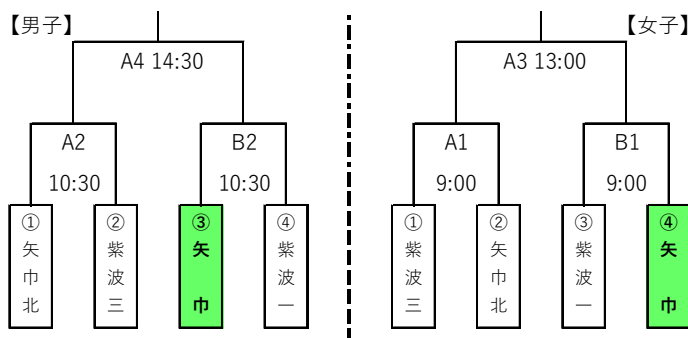 【男子】
A4 14:30
A2
B2
10:30
10:30
①矢巾北
②紫波三
③矢巾
④紫波一
【女子】
A3 13:00
A1
B1
9:00
9:00
①紫波三
②矢巾北
③紫波一
④矢巾